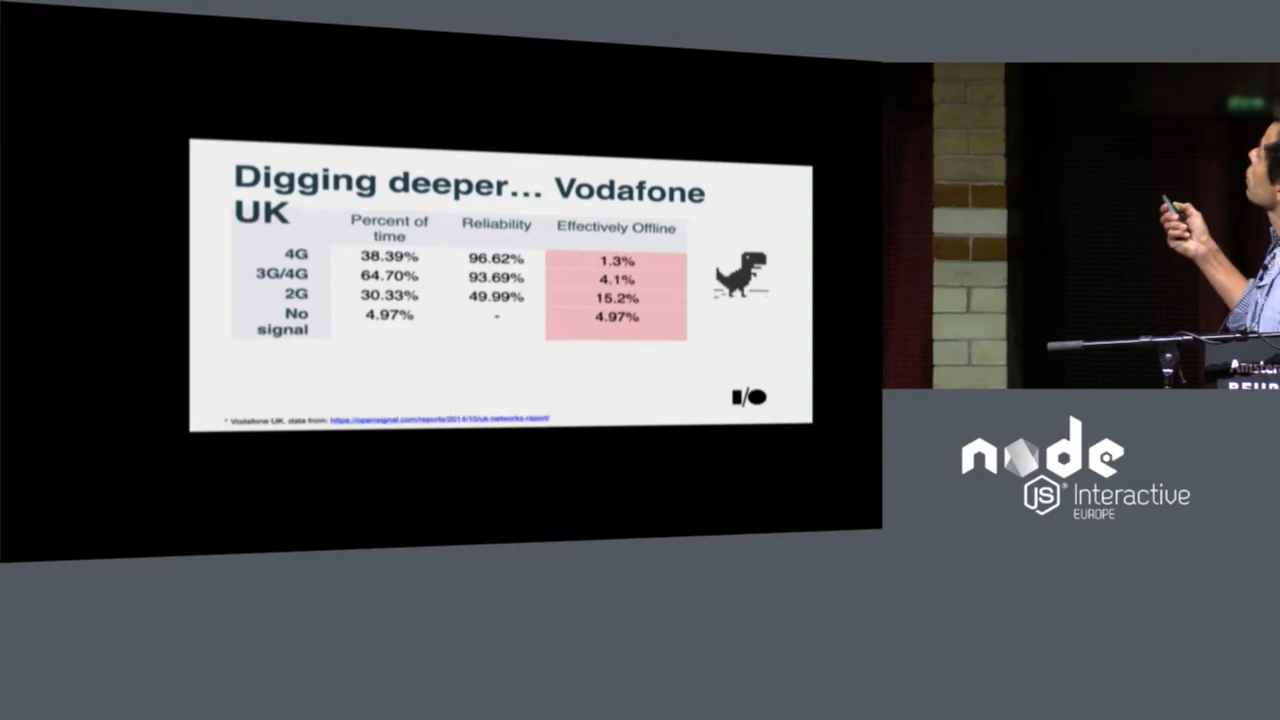 Digging deeper... Vodafone
UK
Percent of time Reliability Effectively Offline
4G 38.39% 96.62% 1.3%
3G/4G 64.70% 93.69% 4.1%
2G 30.33% 49.99% 15.2%
No signal 4.97% - 4.97%
I/O
* Vodafone UK, data from: https://opensignal.com/reports/2014/10/uk-networks-report/
Amster
node
JS® Interactive
EUROPE